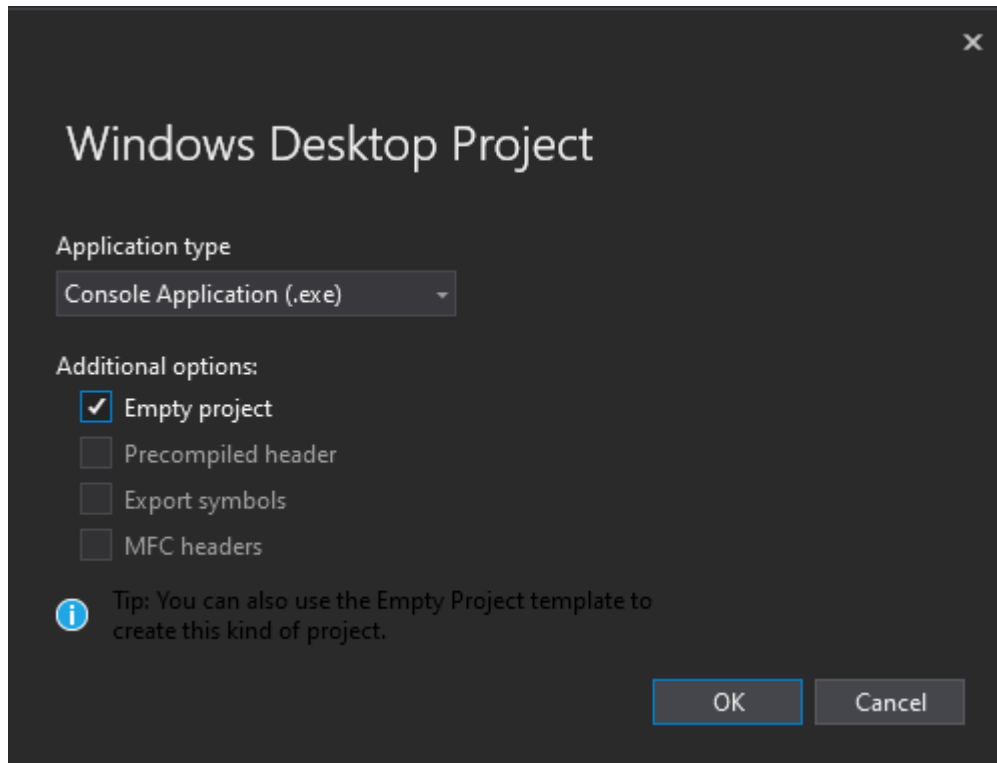 Windows Desktop Project
Application type
Console Application (.exe)
Additional options:
Empty project
Precompiled header
Export symbols
MFC headers
Tip: You can also use the Empty Project template to
create this kind of project.
OK
Cancel